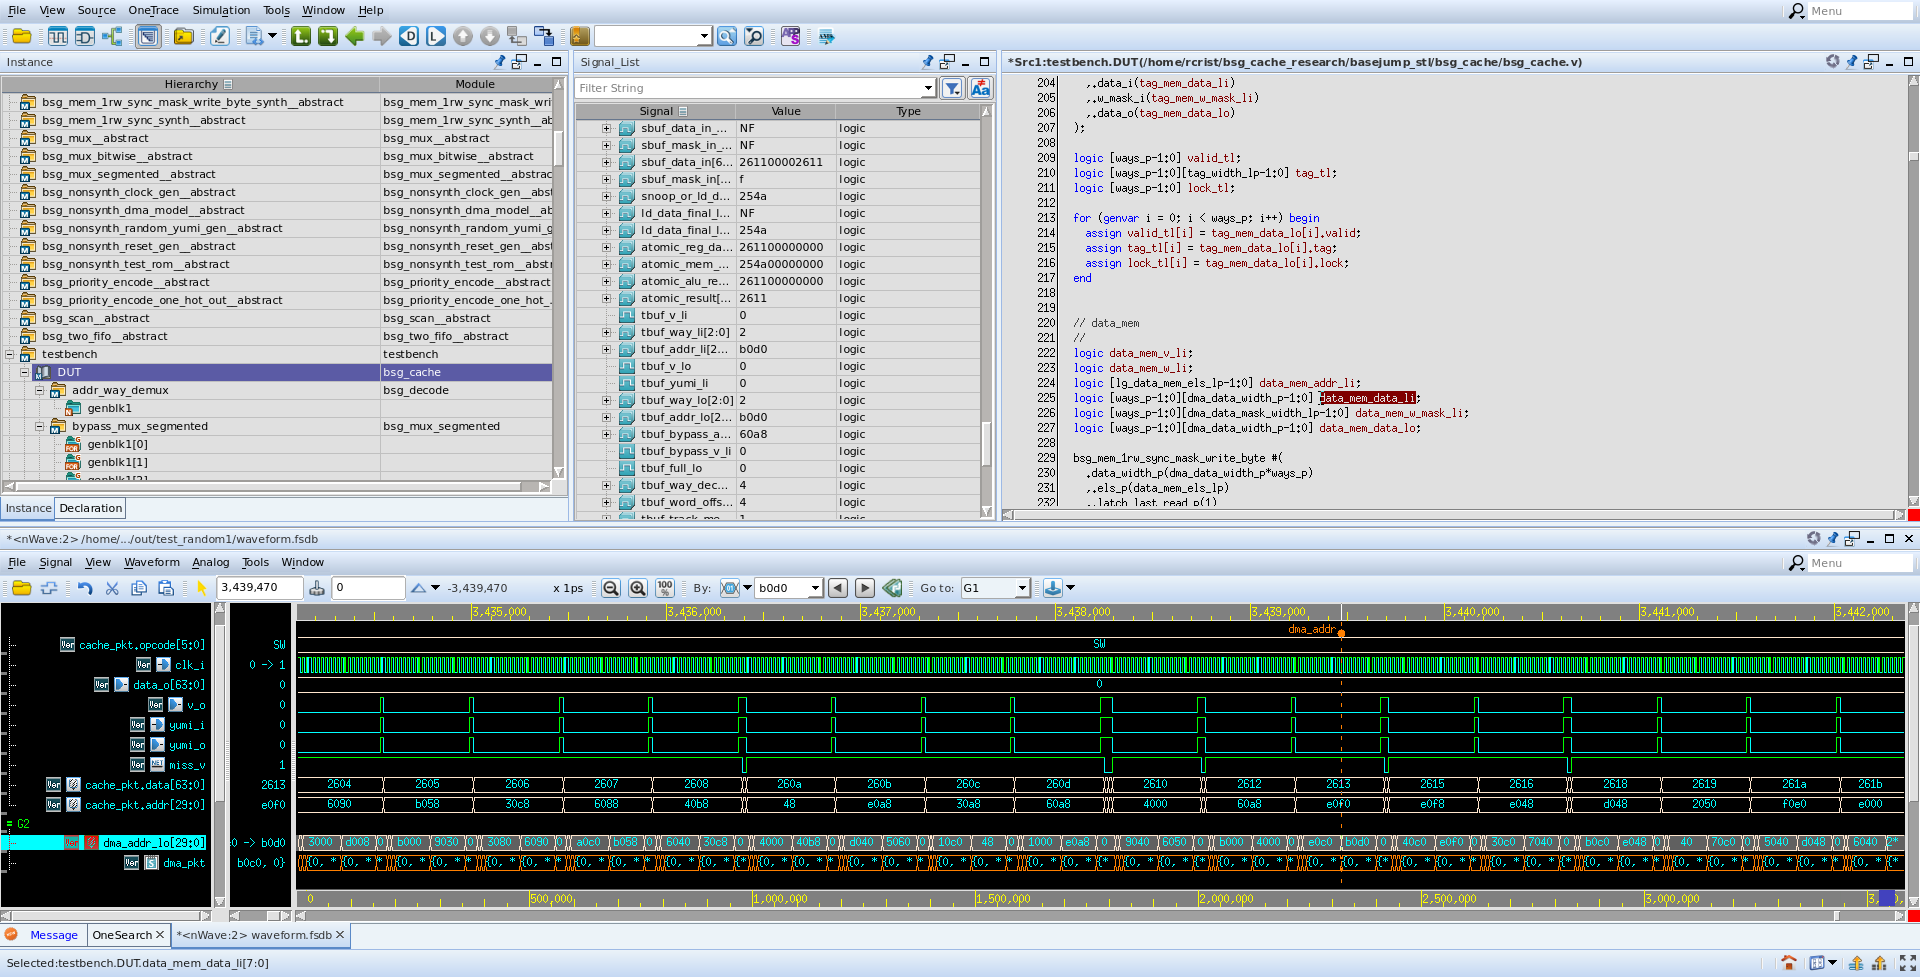 File View Source OneTrace Simulation Tools Window Help
Menu
Instance
Hierarchy Module
bsg_mem_1rw_sync_mask_write_byte_synth__abstract bsg_mem_1rw_sync_mask_wri
bsg_mem_1rw_sync_synth__abstract bsg_mem_1rw_sync_synth__ab
bsg_mux__abstract bsg_mux__abstract
bsg_mux_bitwise__abstract bsg_mux_bitwise__abstract
bsg_mux_segmented__abstract bsg_mux_segmented__abstrac
bsg_nonsynth_clock_gen__abstract bsg_nonsynth_clock_gen__abst
bsg_nonsynth_dma_model__abstract bsg_nonsynth_dma_model__ab
bsg_nonsynth_random_yumi_gen__abstract bsg_nonsynth_random_yumi_g
bsg_nonsynth_reset_gen__abstract bsg_nonsynth_reset_gen__abst
bsg_nonsynth_test_rom__abstract bsg_nonsynth_test_rom__abstr
bsg_priority_encode__abstract bsg_priority_encode__abstract
bsg_priority_encode_one_hot_out__abstract bsg_priority_encode_one_hot_.
bsg_scan__abstract bsg_scan__abstract
bsg_two_fifo__abstract bsg_two_fifo__abstract
testbench testbench
DUT bsg_cache
addr_way_demux bsg_decode
genblk1
bypass_mux_segmented bsg_mux_segmented
genblk1[0]
genblk1[1]
Instance Declaration
Signal_List
Filter String
Signal Value Type
sbuf_data_in_... NF logic
sbuf_mask_in_... NF logic
sbuf_data_in[6... 261100002611 logic
sbuf_mask_in[... f logic
snoop_or_ld_d... 254a logic
ld_data_final_l... NF logic
ld_data_final_l... 254a logic
atomic_reg_da... 261100000000 logic
atomic_mem_... 254a00000000 logic
atomic_alu_re... 261100000000 logic
atomic_result[... 2611 logic
tbuf_v_li 0 logic
tbuf_way_li[2:0] 2 logic
tbuf_addr_li[2... b0d0 logic
tbuf_v_lo 0 logic
tbuf_yumi_li 0 logic
tbuf_way_lo[2:0] 2 logic
tbuf_addr_lo[2... b0d0 logic
tbuf_bypass_a... 60a8 logic
tbuf_bypass_v_li 0 logic
tbuf_full_lo 0 logic
tbuf_way_dec... 4 logic
tbuf_word_offs... 4 logic
*Src1:testbench.DUT(/home/rcrist/bsg_cache_research/basejump_stl/bsg_cache/bsg_cache.v)
204 ,.data_i(tag_mem_data_li)
205 ,.w_mask_i(tag_mem_w_mask_li)
206 ,.data_o(tag_mem_data_lo)
207 );
208
209 logic [ways_p-1:0] valid_tl;
210 logic [ways_p-1:0][tag_width_lp-1:0] tag_tl;
211 logic [ways_p-1:0] lock_tl;
212
213 for (genvar i = 0; i < ways_p; i++) begin
214 assign valid_tl[i] = tag_mem_data_lo[i].valid;
215 assign tag_tl[i] = tag_mem_data_lo[i].tag;
216 assign lock_tl[i] = tag_mem_data_lo[i].lock;
217 end
218
219
220 // data_mem
221 //
222 logic data_mem_v_li;
223 logic data_mem_w_li;
224 logic [lg_data_mem_els_lp-1:0] data_mem_addr_li;
225 logic [ways_p-1:0][dma_data_width_p-1:0] data_mem_data_li;
226 logic [ways_p-1:0][dma_data_mask_width_lp-1:0] data_mem_w_mask_li;
227 logic [ways_p-1:0][dma_data_width_p-1:0] data_mem_data_lo;
228
229 bsg_mem_1rw_sync_mask_write_byte #(
230 .data_width_p(dma_data_width_p*ways_p)
231 ,.els_p(data_mem_els_lp)
232 ,.latch_last_read_p(1)
*<nWave:2> /home/.../out/test_random1/waveform.fsdb
File Signal View Waveform Analog Tools Window
Menu
3,439,470 0 -3,439,470 x 1ps 100 % By: b0d0 Go to: G1
3,435,000 3,436,000 3,437,000 3,438,000 3,439,000 3,440,000 3,441,000 3,442,000
dma_addr
cache_pkt.opcode[5:0] SW SW
clk_i 0 -> 1
data_o[63:0] 0 0
v_o 0
yumi_i 0
yumi_o 0
miss_v 1
cache_pkt.data[63:0] 2613 2604 2605 2606 2607 2608 260a 260b 260c 260d 2610 2612 2613 2615 2616 2618 2619 261a 261b
cache_pkt.addr[29:0] e0f0 6090 b058 30c8 6088 40b8 48 e0a8 30a8 60a8 4000 60a8 e0f0 e0f8 e048 d048 2050 f0e0 e000
= G2
dma_addr_lo[29:0] 0 -> b0d0 3000 d008 0 b000 9030 0 3080 6090 0 a0c0 b058 0 6040 30c8 0 4000 40b8 0 5040 48 0 d080 e0a8 0 10c0 48 0 1000 e0a8 0 9040 6050 0 b000 4000 0 e0c0 b0d0 0 40c0 e0f0 0 30c0 7040 0 b0c0 e048 0 40 70c0 0 5040 d048 0 6040 2*
dma_pkt b0c0, 0}
0 500,000 1,000,000 1,500,000 2,000,000 2,500,000 3,000,000
Message OneSearch *<nWave:2> waveform.fsdb
Selected:testbench.DUT.data_mem_data_li[7:0]